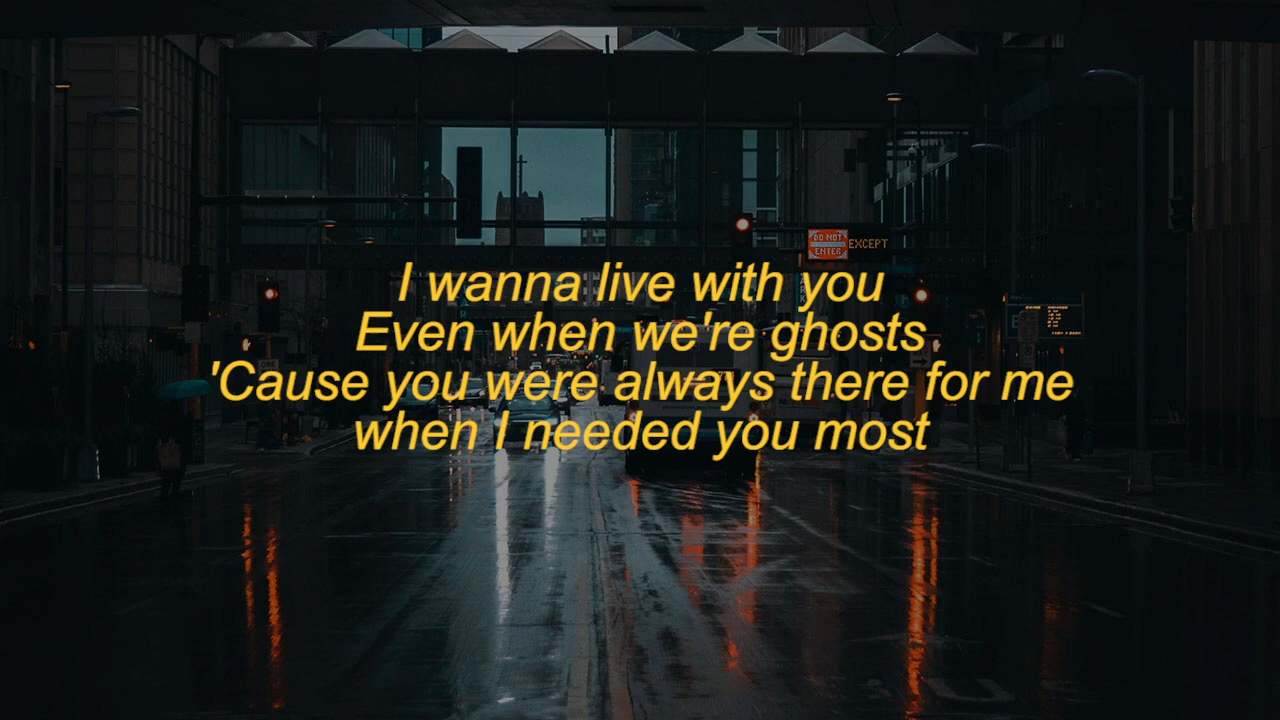 DO NOT
ENTER
EXCEPT
I wanna live with you
Even when we're ghosts
'Cause you were always there for me
when I needed you most